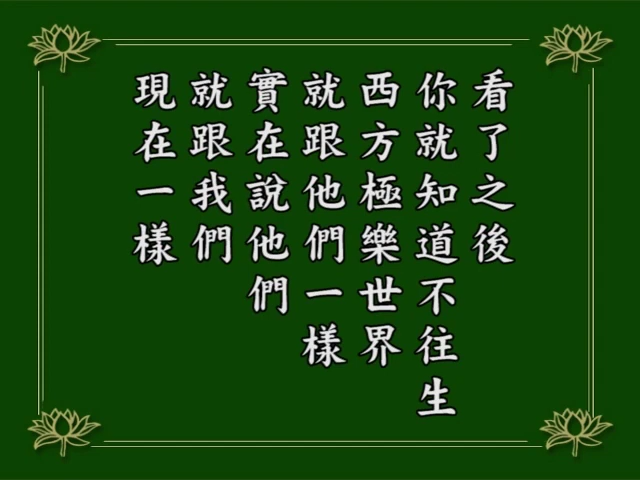 看了之後
你就知道不往生
西方極樂世界
就跟他們一樣
實在說他們
就跟我們
現在一樣